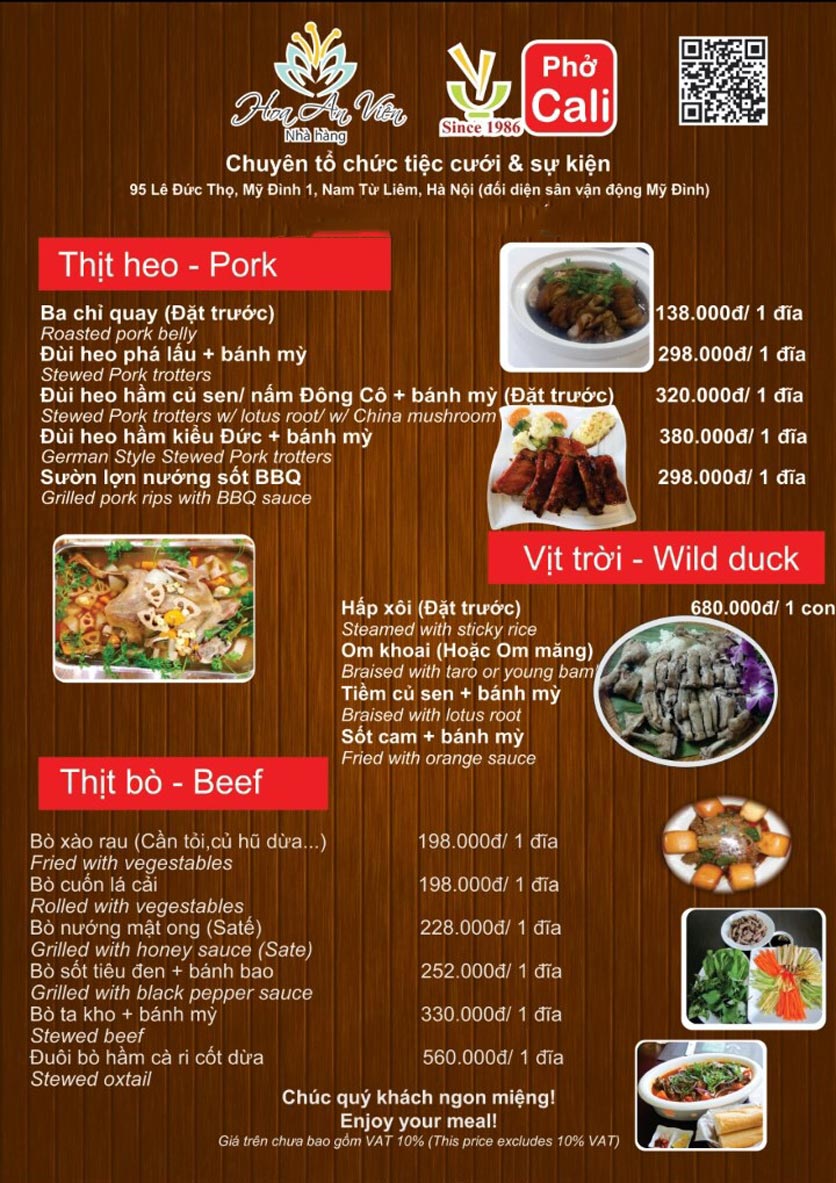 Hoa An Viên
Nhà hàng
Since 1986
Phở
Cali
Chuyên tổ chức tiệc cưới & sự kiện
95 Lê Đức Thọ, Mỹ Đình 1, Nam Từ Liêm, Hà Nội (đối diện sân vận động Mỹ Đình)
Thịt heo - Pork
Ba chỉ quay (Đặt trước) 138.000đ/ 1 đĩa
Roasted pork belly
Đùi heo phá lấu + bánh mỳ 298.000đ/ 1 đĩa
Stewed Pork trotters
Đùi heo hầm củ sen/ nấm Đông Cô + bánh mỳ (Đặt trước) 320.000đ/ 1 đĩa
Stewed Pork trotters w/ lotus root/ w/ China mushroom
Đùi heo hầm kiểu Đức + bánh mỳ 380.000đ/ 1 đĩa
German Style Stewed Pork trotters
Sườn lợn nướng sốt BBQ 298.000đ/ 1 đĩa
Grilled pork rips with BBQ sauce
Vịt trời - Wild duck
Hấp xôi (Đặt trước) 680.000đ/ 1 con
Steamed with sticky rice
Om khoai (Hoặc Om măng)
Braised with taro or young bam
Tiềm củ sen + bánh mỳ
Braised with lotus root
Sốt cam + bánh mỳ
Fried with orange sauce
Thịt bò - Beef
Bò xào rau (Cần tỏi,củ hũ dừa...) 198.000đ/ 1 đĩa
Fried with vegestables
Bò cuốn lá cải 198.000đ/ 1 đĩa
Rolled with vegestables
Bò nướng mật ong (Satế) 228.000đ/ 1 đĩa
Grilled with honey sauce (Sate)
Bò sốt tiêu đen + bánh bao 252.000đ/ 1 đĩa
Grilled with black pepper sauce
Bò ta kho + bánh mỳ 330.000đ/ 1 đĩa
Stewed beef
Đuôi bò hầm cà ri cốt dừa 560.000đ/ 1 đĩa
Stewed oxtail
Chúc quý khách ngon miệng!
Enjoy your meal!
Giá trên chưa bao gồm VAT 10% (This price excludes 10% VAT)